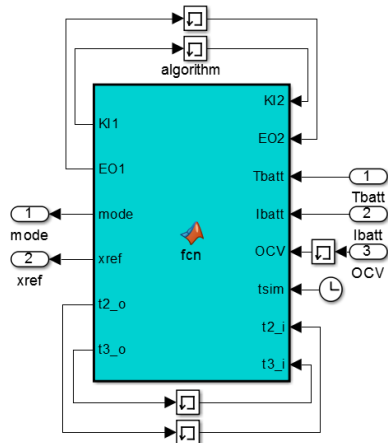 algorithm
KI1
KI2
EO1
EO2
Tbatt
1
Tbatt
1
mode
mode
Ibatt
2
Ibatt
2
xref
xref
fcn
OCV
3
OCV
t2_o
tsim
t3_o
t2_i
t3_i